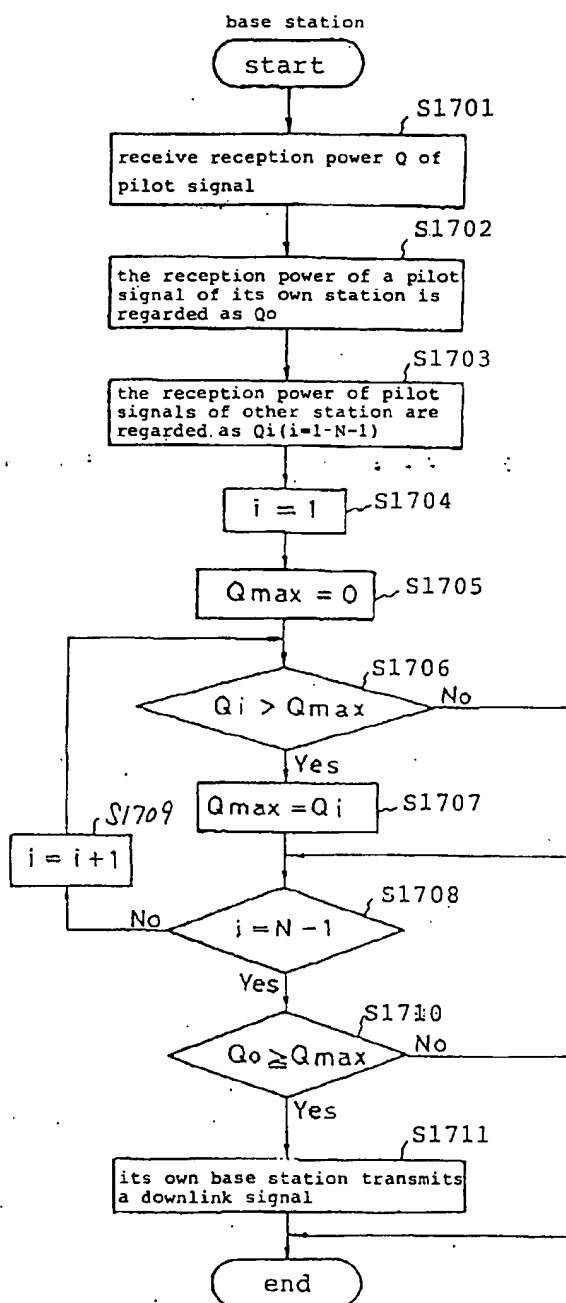 base station
start
S1701
receive reception power Q of
pilot signal
S1702
the reception power of a pilot
signal of its own station is
regarded as Qo
S1703
the reception power of pilot
signals of other station are
regarded as Qi(i=1-N-1)
i = 1
S1704
Qmax = 0
S1705
S1706
Qi > Qmax
No
Yes
Qmax = Qi
S1707
S1709
i = i+1
S1708
i = N - 1
No
Yes
S1710
Qo ≧ Qmax
No
Yes
S1711
its own base station transmits
a downlink signal
end